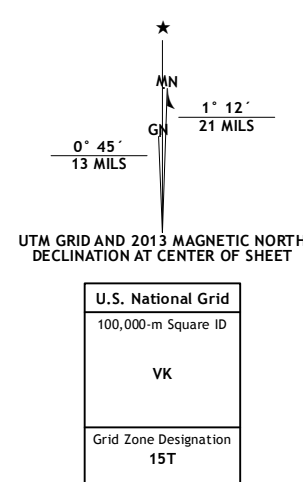 ★
MN
GN
1° 12´
21 MILS
0° 45´
13 MILS
UTM GRID AND 2013 MAGNETIC NORTH
DECLINATION AT CENTER OF SHEET
U.S. National Grid
100,000-m Square ID
VK
Grid Zone Designation
15T